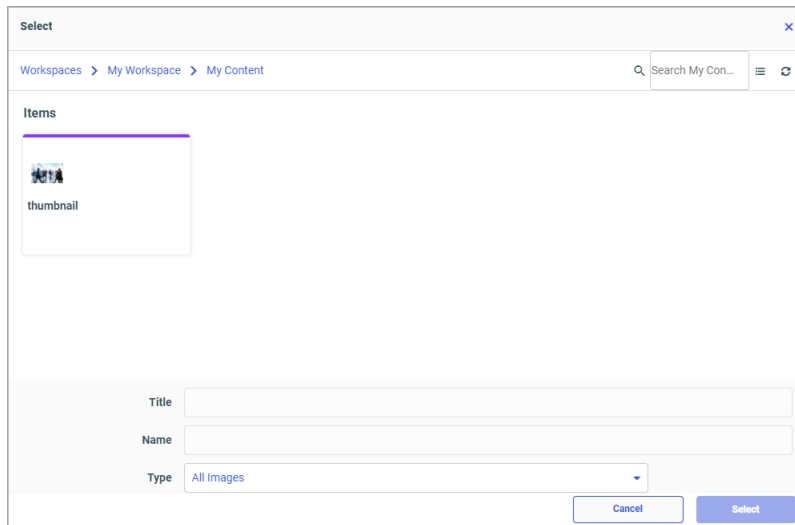 Select
Workspaces My Workspace My Content Search My Con...
Items
thumbnail
Title
Name
Type All Images
Cancel Select